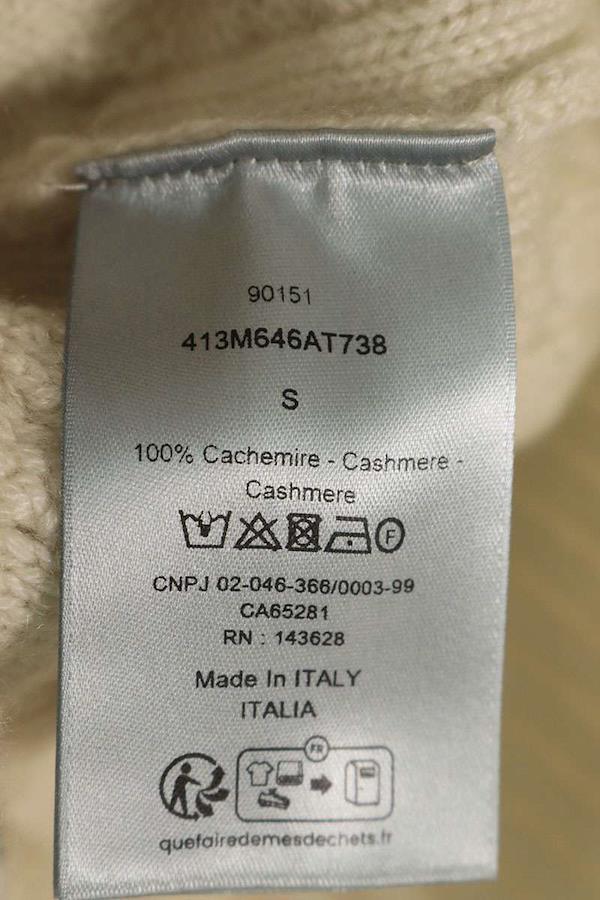 90151
413M646AT738
S
100% Cachemire - Cashmere -
Cashmere
F
CNPJ 02-046-366/0003-99
CA65281
RN : 143628
Made In ITALY
ITALIA
FR
quefairedemesdechets.fr